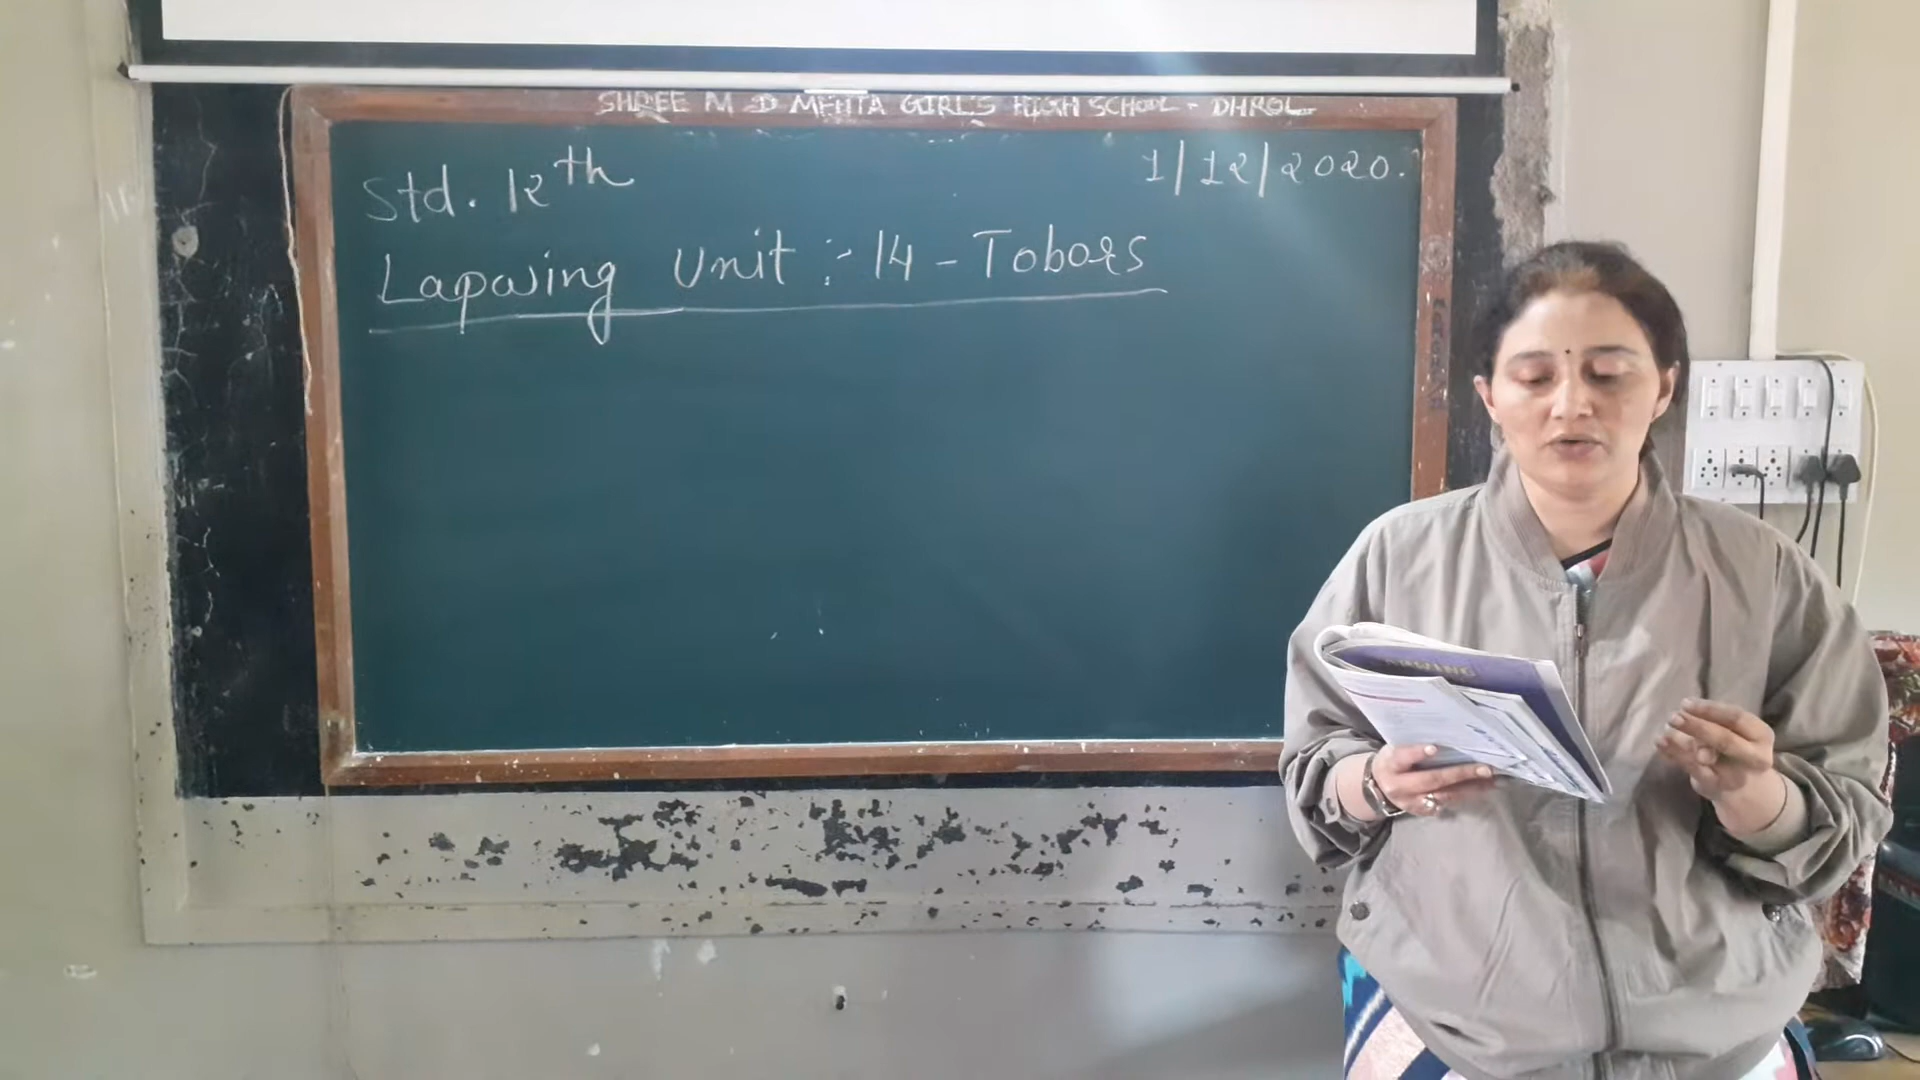 SHREE M D MEHTA GIRL'S HIGH SCHOOL - DHROL
Std. 12th
1/12/2020.
Lapwing Unit :- 14 - Tobors